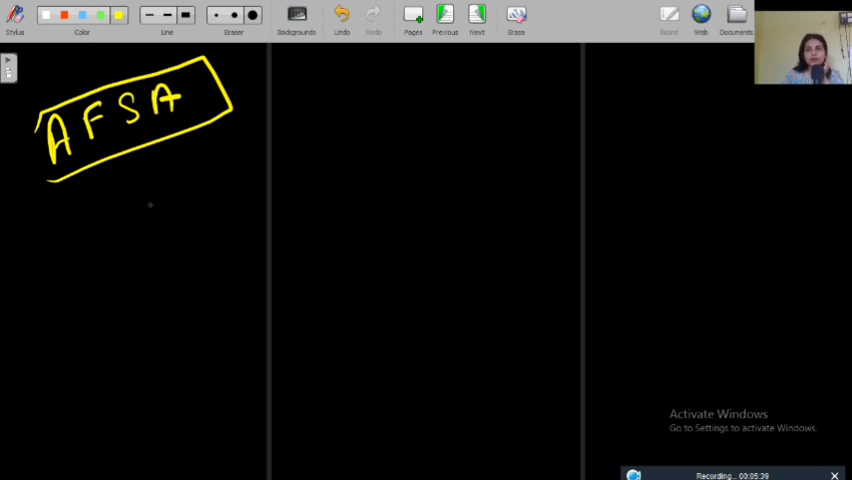 Stylus
Color
Line
Eraser
Backgrounds
Undo
Redo
Pages
Previous
Next
Erase
Board
Web
Documents
AFSA
Activate Windows
Go to Settings to activate Windows.
Recording... 00:05:39